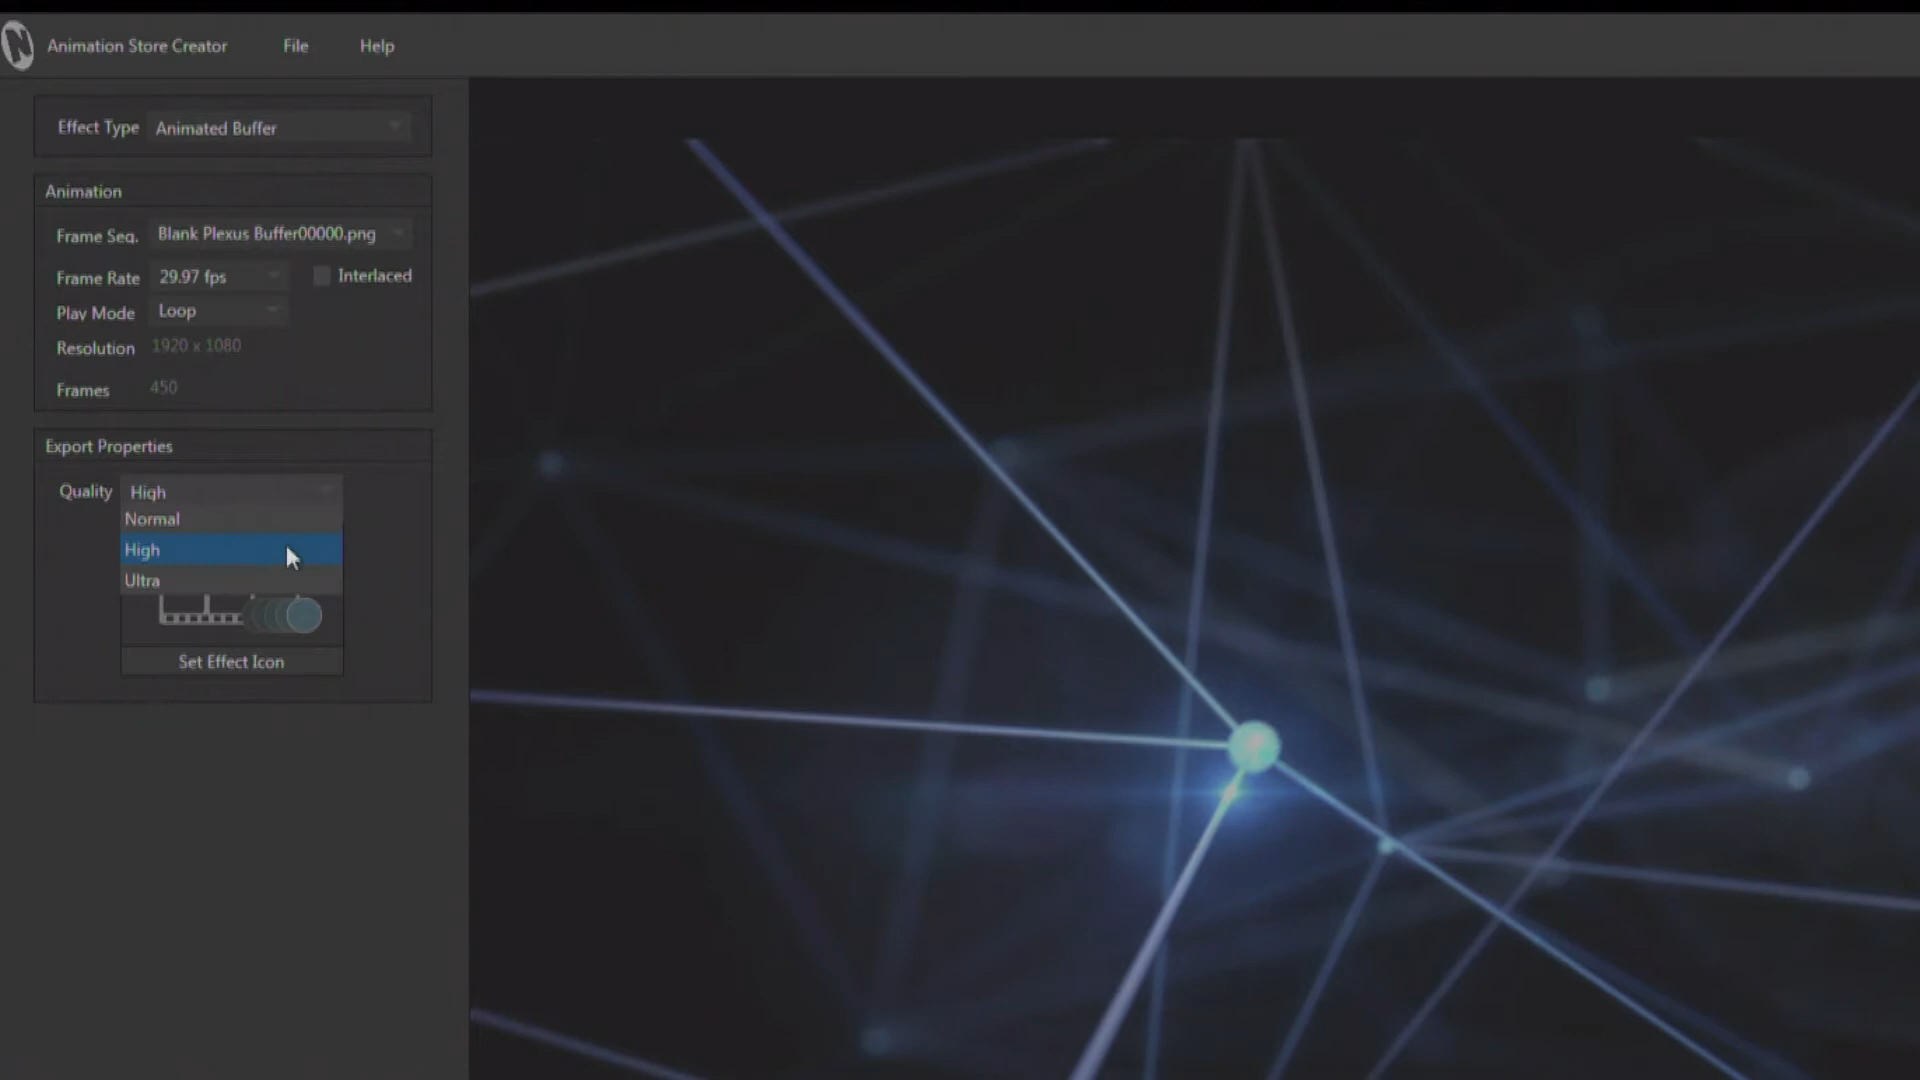 Animation Store Creator File Help
Effect Type Animated Buffer
Animation
Frame Seq. Blank Plexus Buffer00000.png
Frame Rate 29.97 fps Interlaced
Play Mode Loop
Resolution 1920 x 1080
Frames 450
Export Properties
Quality High
Normal
High
Ultra
Set Effect Icon